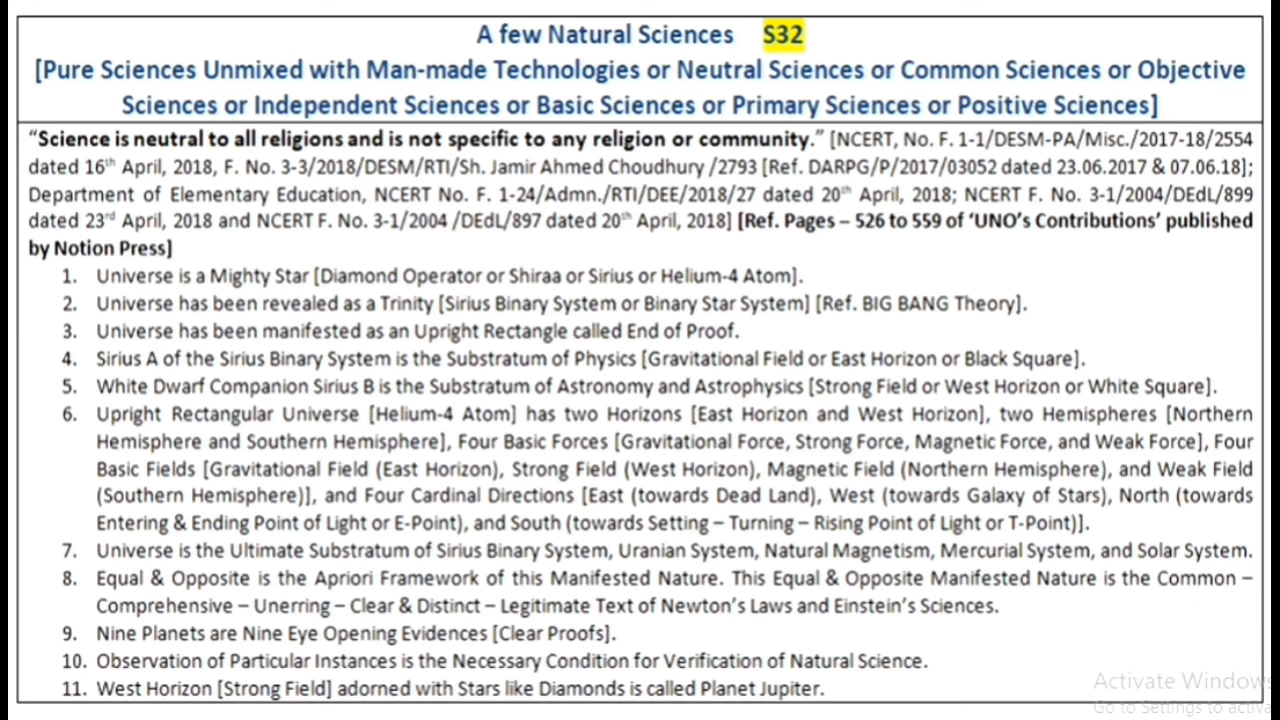 A few Natural Sciences S32
[Pure Sciences Unmixed with Man-made Technologies or Neutral Sciences or Common Sciences or Objective
Sciences or Independent Sciences or Basic Sciences or Primary Sciences or Positive Sciences]
“Science is neutral to all religions and is not specific to any religion or community.” [NCERT, No. F. 1-1/DESM-PA/Misc./2017-18/2554
dated 16th April, 2018, F. No. 3-3/2018/DESM/RTI/Sh. Jamir Ahmed Choudhury /2793 [Ref. DARPG/P/2017/03052 dated 23.06.2017 & 07.06.18];
Department of Elementary Education, NCERT No. F. 1-24/Admn./RTI/DEE/2018/27 dated 20th April, 2018; NCERT F. No. 3-1/2004/DEdL/899
dated 23rd April, 2018 and NCERT F. No. 3-1/2004 /DEdL/897 dated 20th April, 2018] [Ref. Pages – 526 to 559 of ‘UNO’s Contributions’ published
by Notion Press]
1. Universe is a Mighty Star [Diamond Operator or Shiraa or Sirius or Helium-4 Atom].
2. Universe has been revealed as a Trinity [Sirius Binary System or Binary Star System] [Ref. BIG BANG Theory].
3. Universe has been manifested as an Upright Rectangle called End of Proof.
4. Sirius A of the Sirius Binary System is the Substratum of Physics [Gravitational Field or East Horizon or Black Square].
5. White Dwarf Companion Sirius B is the Substratum of Astronomy and Astrophysics [Strong Field or West Horizon or White Square].
6. Upright Rectangular Universe [Helium-4 Atom] has two Horizons [East Horizon and West Horizon], two Hemispheres [Northern
Hemisphere and Southern Hemisphere], Four Basic Forces [Gravitational Force, Strong Force, Magnetic Force, and Weak Force], Four
Basic Fields [Gravitational Field (East Horizon), Strong Field (West Horizon), Magnetic Field (Northern Hemisphere), and Weak Field
(Southern Hemisphere)], and Four Cardinal Directions [East (towards Dead Land), West (towards Galaxy of Stars), North (towards
Entering & Ending Point of Light or E-Point), and South (towards Setting – Turning – Rising Point of Light or T-Point)].
7. Universe is the Ultimate Substratum of Sirius Binary System, Uranian System, Natural Magnetism, Mercurial System, and Solar System.
8. Equal & Opposite is the Apriori Framework of this Manifested Nature. This Equal & Opposite Manifested Nature is the Common –
Comprehensive – Unerring – Clear & Distinct – Legitimate Text of Newton’s Laws and Einstein’s Sciences.
9. Nine Planets are Nine Eye Opening Evidences [Clear Proofs].
10. Observation of Particular Instances is the Necessary Condition for Verification of Natural Science.
11. West Horizon [Strong Field] adorned with Stars like Diamonds is called Planet Jupiter.
Activate Windows
Go to Settings to activa